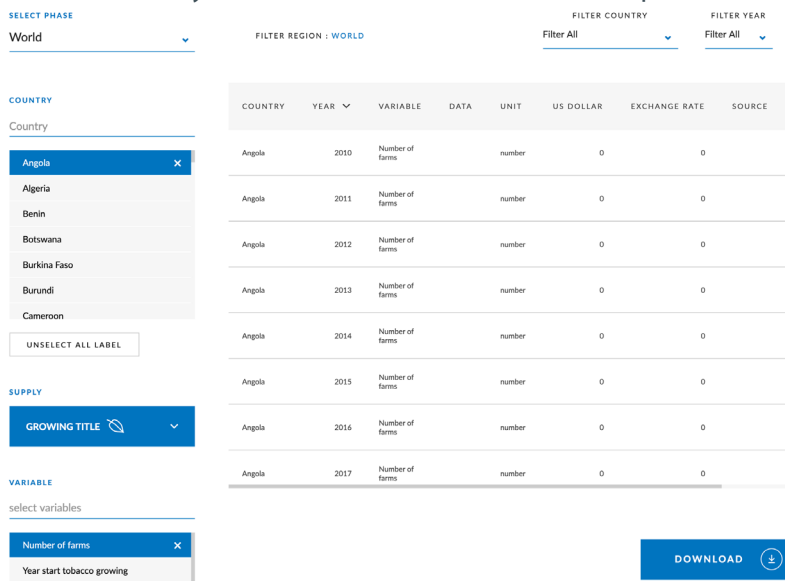 SELECT PHASE
World
FILTER REGION : WORLD
FILTER COUNTRY
Filter All
FILTER YEAR
Filter All
COUNTRY
Country
Angola
Algeria
Benin
Botswana
Burkina Faso
Burundi
Cameroon
UNSELECT ALL LABEL
SUPPLY
GROWING TITLE
VARIABLE
select variables
Number of farms
Year start tobacco growing
COUNTRY YEAR VARIABLE DATA UNIT US DOLLAR EXCHANGE RATE SOURCE
Angola 2010 Number of farms number 0 0
Angola 2011 Number of farms number 0 0
Angola 2012 Number of farms number 0 0
Angola 2013 Number of farms number 0 0
Angola 2014 Number of farms number 0 0
Angola 2015 Number of farms number 0 0
Angola 2016 Number of farms number 0 0
Angola 2017 Number of farms number 0 0
DOWNLOAD